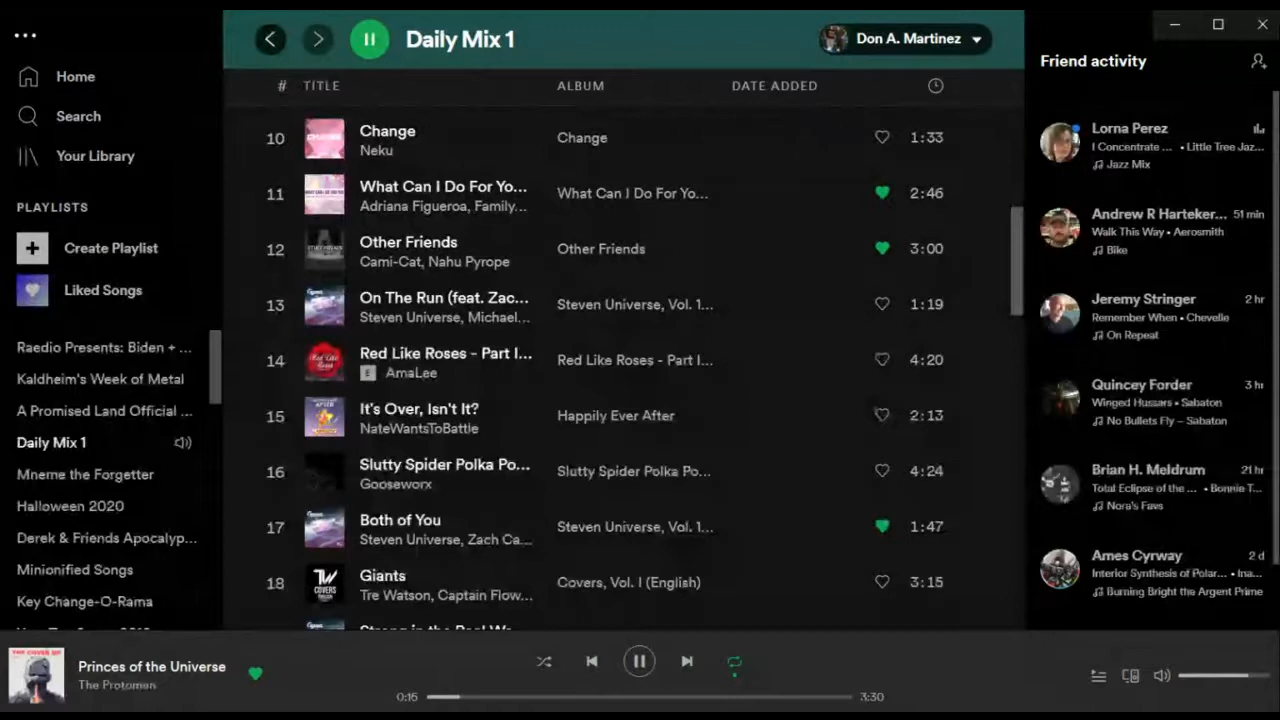 Daily Mix 1
Don A. Martinez
Home
Search
Your Library
PLAYLISTS
Create Playlist
Liked Songs
Raedio Presents: Biden + ...
Kaldheim's Week of Metal
A Promised Land Official ...
Daily Mix 1
Mneme the Forgetter
Halloween 2020
Derek & Friends Apocalyp...
Minionified Songs
Key Change-O-Rama
# TITLE ALBUM DATE ADDED
10 Change Change 1:33
Neku
11 What Can I Do For Yo... What Can I Do For Yo... 2:46
Adriana Figueroa, Family...
12 Other Friends Other Friends 3:00
Cami-Cat, Nahu Pyrope
13 On The Run (feat. Zac... Steven Universe, Vol. 1... 1:19
Steven Universe, Michael...
14 Red Like Roses - Part I... Red Like Roses - Part I... 4:20
E AmaLee
15 It's Over, Isn't It? Happily Ever After 2:13
NateWantsToBattle
16 Slutty Spider Polka Po... Slutty Spider Polka Po... 4:24
Gooseworx
17 Both of You Steven Universe, Vol. 1... 1:47
Steven Universe, Zach Ca...
18 Giants Covers, Vol. I (English) 3:15
Tre Watson, Captain Flow...
Friend activity
Lorna Perez
I Concentrate ... • Little Tree Jaz...
Jazz Mix
Andrew R Harteker... 51 min
Walk This Way • Aerosmith
Bike
Jeremy Stringer 2 hr
Remember When • Chevelle
On Repeat
Quincey Forder 3 hr
Winged Hussars • Sabaton
No Bullets Fly – Sabaton
Brian H. Meldrum 21 hr
Total Eclipse of the ... • Bonnie T...
Nora's Favs
Ames Cyrway 2 d
Interior Synthesis of Polar... • Ina...
Burning Bright the Argent Prime
Princes of the Universe
The Protomen
0:15 3:30